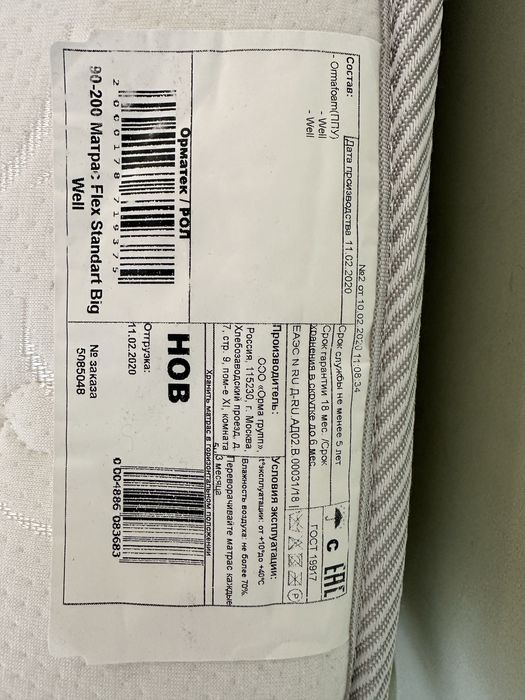 №2 от 10.02.2020 11:08:34
Состав:
- Ormafoam(ППУ)
- Well
- Well
Дата производства 11.02.2020
Срок службы не менее 5 лет
Срок гарантии 18 мес. /Срок
хранения в скрутке до 6 мес.
ЕАЭС N RU Д-RU.АД02.В.00031/18
ГОСТ 19917
EAC
P
Производитель:
ООО «Орма групп»,
Россия, 115230, г. Москва,
Хлебозаводский проезд, д.
7, стр. 9, пом-е XI, комната
Условия эксплуатации:
t°эксплуатации: от +10°до +40°С
Влажность воздуха: не более 70%
Переворачивайте матрас каждые
3 месяца
Хранить матрас в горизонтальном положении
Орматек / РОЛ
2000178719375
90-200 Матрас Flex Standart Big
Well
НОВ
Отгрузка:
11.02.2020
№ заказа
5085048
0004886 083683